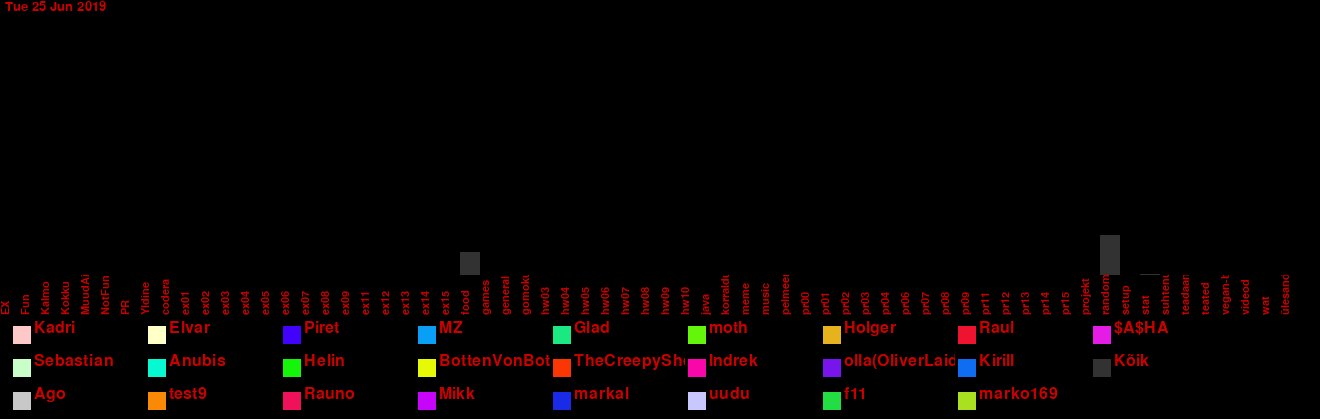 Tue 25 Jun 2019
EX Fun Kalmo Kokku MuudAi NotFun PR Yldine codera ex01 ex02 ex03 ex04 ex05 ex06 ex07 ex08 ex09 ex11 ex12 ex13 ex14 ex15 food games general gomoku hw03 hw04 hw05 hw06 hw07 hw08 hw09 hw10 java korraldu meme music pelmeen pr00 pr01 pr02 pr03 pr04 pr06 pr07 pr08 pr09 pr11 pr12 pr13 pr14 pr15 projekt random setup stat suhtenu teadaan teated vegan-t videod wat ülesand
Kadri Elvar Piret MZ Glad moth Holger Raul $A$HA
Sebastian Anubis Helin BottenVonBot TheCreepyShe Indrek olla(OliverLaid Kirill Kõik
Ago test9 Rauno Mikk markal uudu f11 marko169